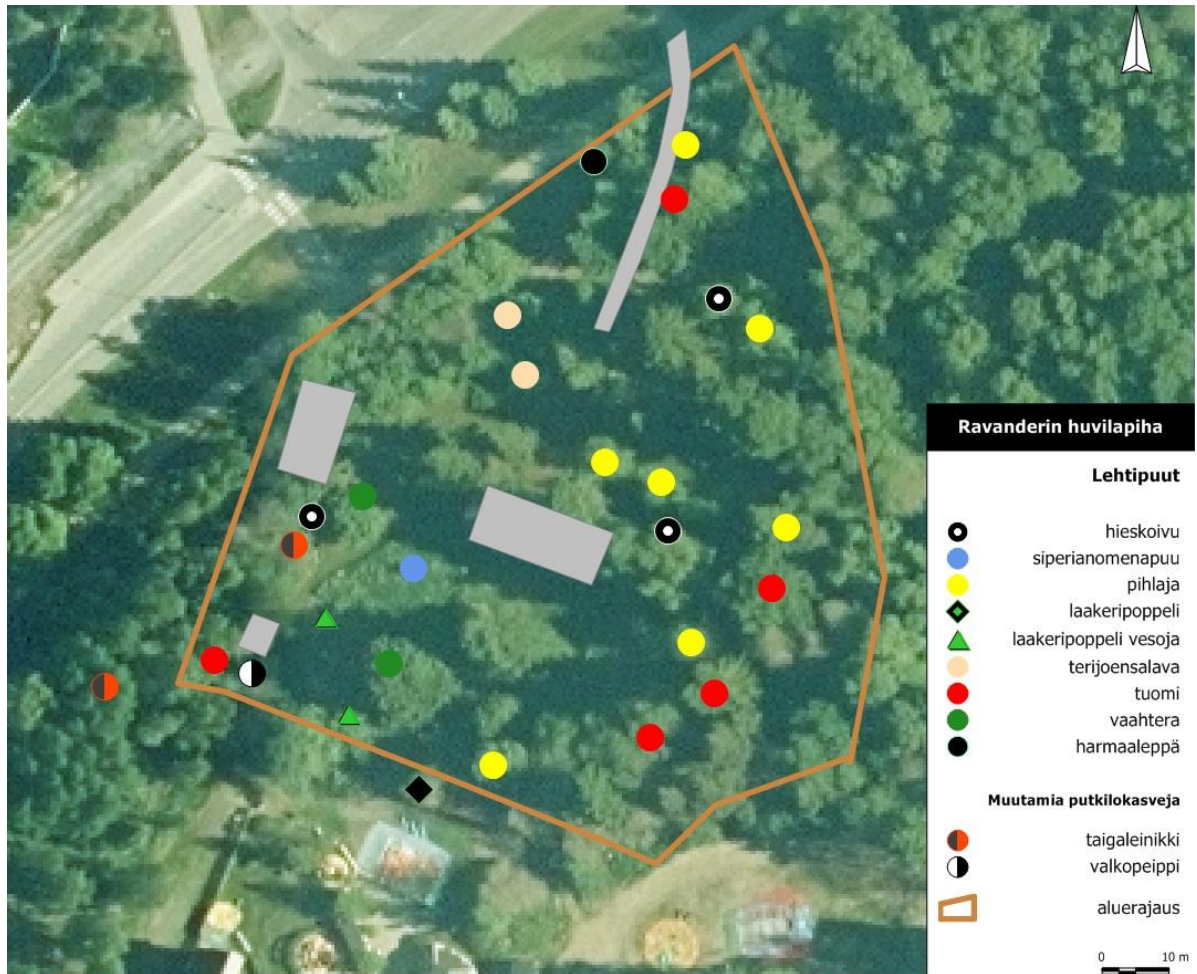 Ravanderin huvilapiha
Lehtipuut
hieskoivu
siperianomenapuu
pihlaja
laakeripoppeli
laakeripoppeli vesoja
terijoensalava
tuomi
vaahtera
harmaaleppä
Muutamia putkilokasveja
taigaleinikki
valkopeippi
aluerajaus
0 10 m